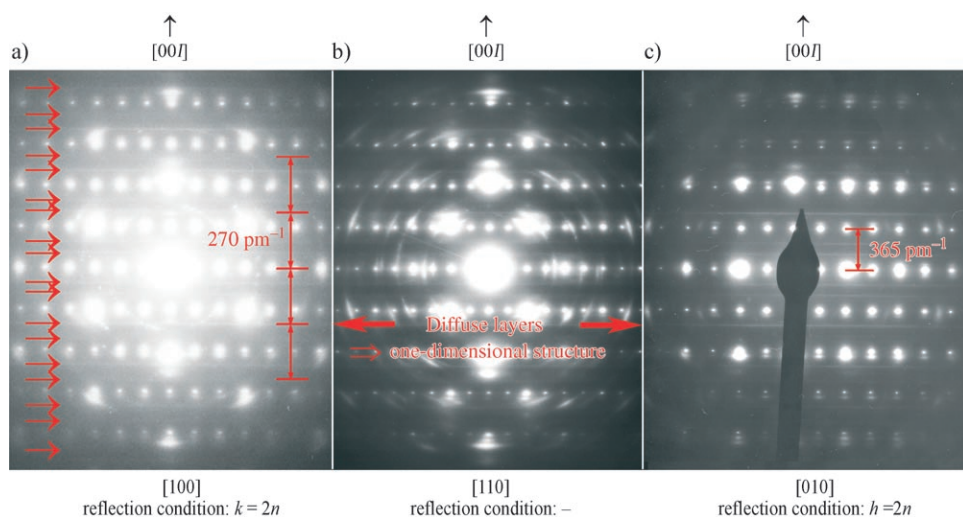 [00l]
[00l]
[00l]
a)
b)
c)
270 pm⁻¹
365 pm⁻¹
Diffuse layers
one-dimensional structure
[100]
reflection condition: k = 2n
[110]
reflection condition: –
[010]
reflection condition: h =2n